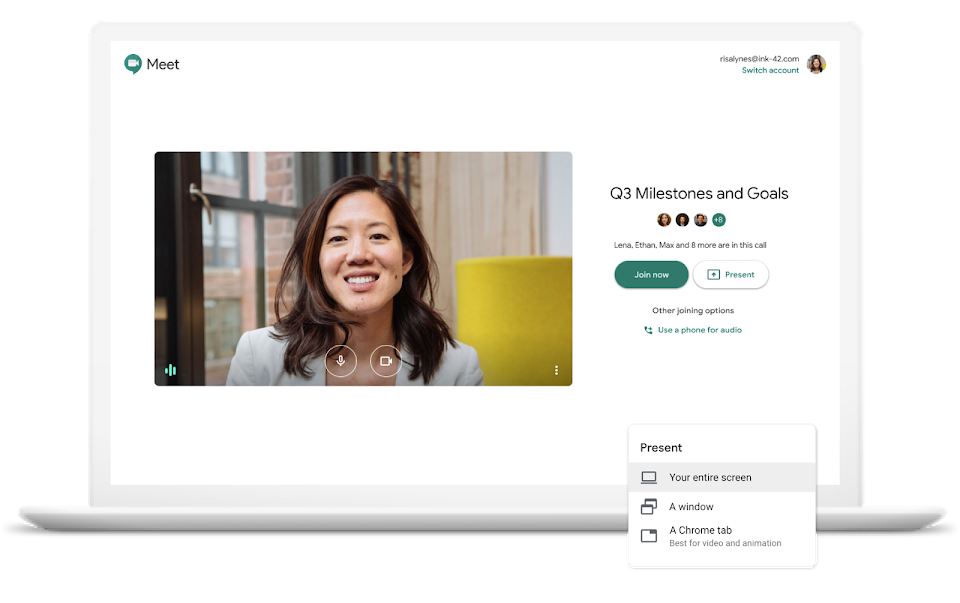 Meet
risalynes@ink-42.com
Switch account
Q3 Milestones and Goals
+8
Lena, Ethan, Max and 8 more are in this call
Join now
Present
Other joining options
Use a phone for audio
Present
Your entire screen
A window
A Chrome tab
Best for video and animation